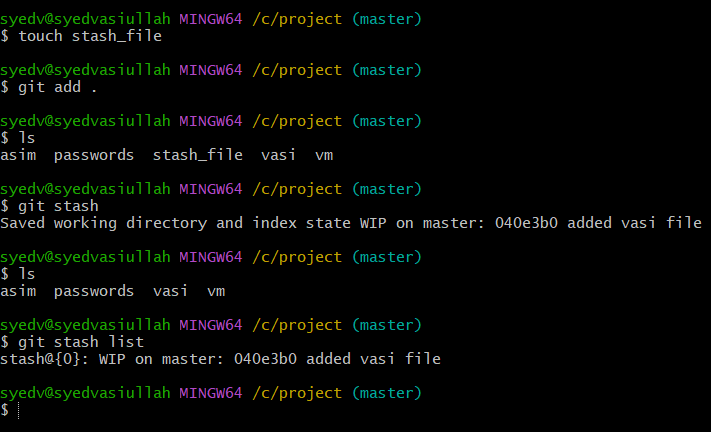 syedv@syedvasiullah MINGW64 /c/project (master)
$ touch stash_file
syedv@syedvasiullah MINGW64 /c/project (master)
$ git add .
syedv@syedvasiullah MINGW64 /c/project (master)
$ ls
asim  passwords  stash_file  vasi  vm
syedv@syedvasiullah MINGW64 /c/project (master)
$ git stash
Saved working directory and index state WIP on master: 040e3b0 added vasi file
syedv@syedvasiullah MINGW64 /c/project (master)
$ ls
asim  passwords  vasi  vm
syedv@syedvasiullah MINGW64 /c/project (master)
$ git stash list
stash@{0}: WIP on master: 040e3b0 added vasi file
syedv@syedvasiullah MINGW64 /c/project (master)
$